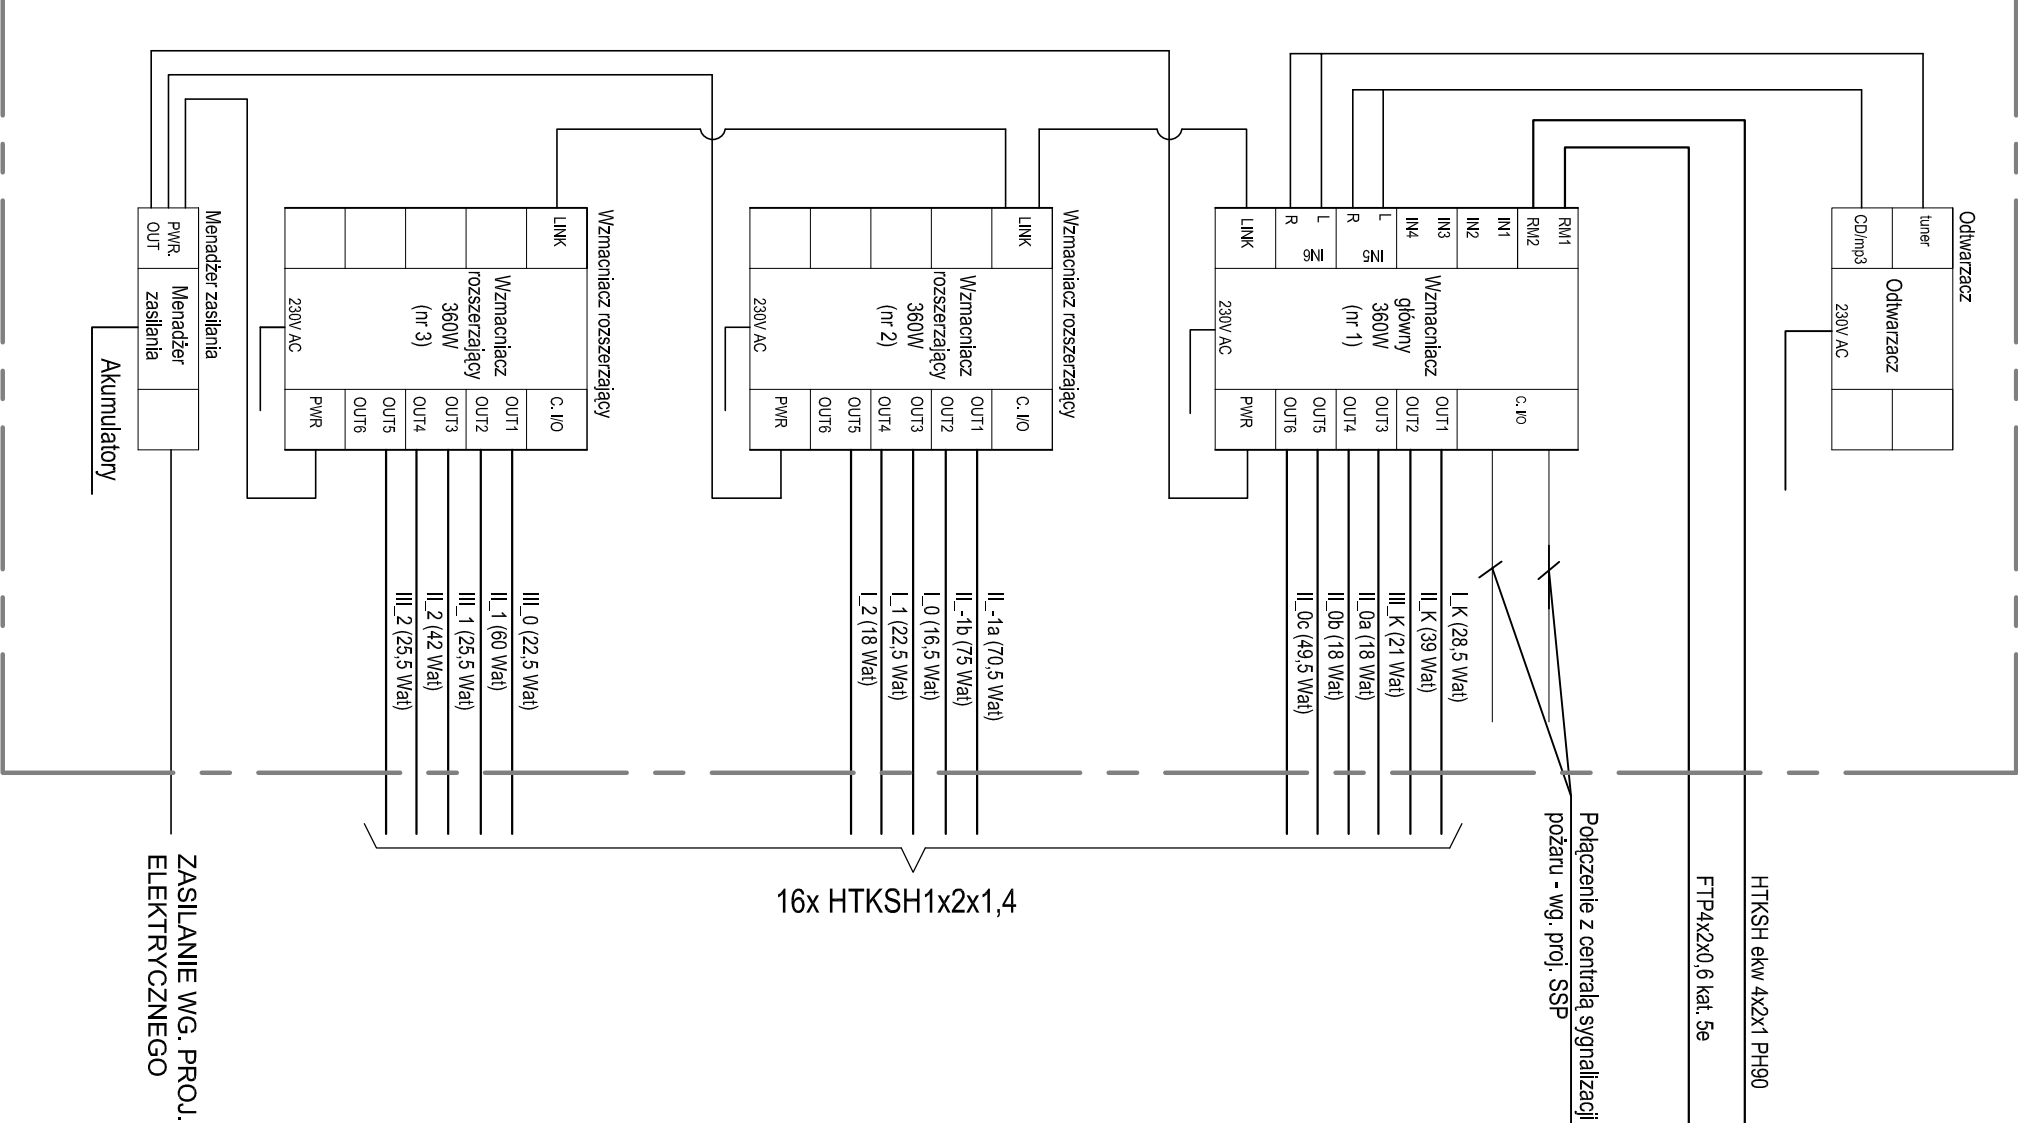 Odtwarzacz
tuner
CD/mp3
Odtwarzacz
230V AC
RM1
RM2
IN1
IN2
IN3
IN4
L
R
IN5
L
R
IN6
LINK
Wzmacniacz
główny
360W
(nr 1)
230V AC
C. I/O
OUT1
OUT2
OUT3
OUT4
OUT5
OUT6
PWR
Wzmacniacz rozszerzający
LINK
Wzmacniacz
rozszerzający
360W
(nr 2)
230V AC
C. I/O
OUT1
OUT2
OUT3
OUT4
OUT5
OUT6
PWR
Wzmacniacz rozszerzający
LINK
Wzmacniacz
rozszerzający
360W
(nr 3)
230V AC
C. I/O
OUT1
OUT2
OUT3
OUT4
OUT5
OUT6
PWR
Menadżer zasilania
PWR.
OUT
Menadżer
zasilania
Akumulatory
I_K (28,5 Wat)
II_K (39 Wat)
III_K (21 Wat)
II_0a (18 Wat)
II_0b (18 Wat)
II_0c (49,5 Wat)
II_-1a (70,5 Wat)
II_-1b (75 Wat)
I_0 (16,5 Wat)
I_1 (22,5 Wat)
I_2 (18 Wat)
III_0 (22,5 Wat)
II_1 (60 Wat)
III_1 (25,5 Wat)
II_2 (42 Wat)
III_2 (25,5 Wat)
16x HTKSH1x2x1,4
HTKSH ekw 4x2x1 PH90
FTP4x2x0,6 kat. 5e
Połączenie z centralą sygnalizacji
pożaru - wg. proj. SSP
ZASILANIE WG. PROJ.
ELEKTRYCZNEGO